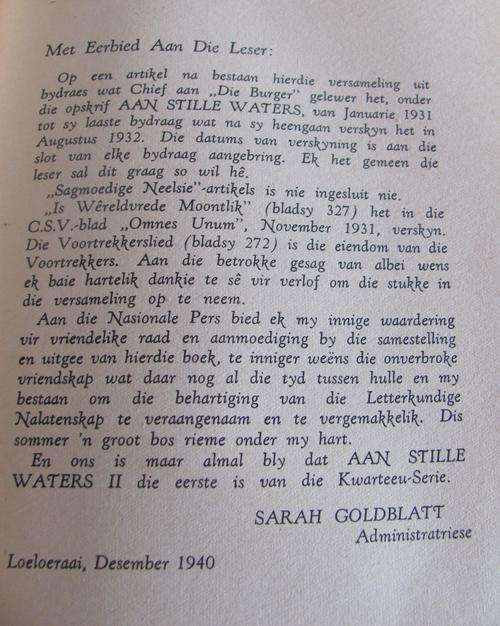 Met Eerbied Aan Die Leser:
Op een artikel na bestaan hierdie versameling uit
bydraes wat Chief aan „Die Burger" gelewer het, onder
die opskrif AAN STILLE WATERS, van Januarie 1931
tot sy laaste bydraag wat na sy heengaan verskyn het in
Augustus 1932. Die datums van verskyning is aan die
slot van elke bydraag aangebring. Ek het gemeen die
leser sal dit graag so wil hê.
„Sagmoedige Neelsie"-artikels is nie ingesluit nie.
„Is Wêreldvrede Moontlik" (bladsy 327) het in die
C.S.V.-blad „Omnes Unum", November 1931, verskyn.
Die Voortrekkerslied (bladsy 272) is die eiendom van die
Voortrekkers. Aan die betrokke gesag van albei wens
ek baie hartelik dankie te sê vir verlof om die stukke in
die versameling op te neem.
Aan die Nasionale Pers bied ek my innige waardering
vir vriendelike raad en aanmoediging by die samestelling
en uitgee van hierdie boek, te inniger weëns die onverbroke
vriendskap wat daar nog al die tyd tussen hulle en my
bestaan om die behartiging van die Letterkundige
Nalatenskap te veraangenaam en te vergemakkelik. Dis
sommer 'n groot bos rieme onder my hart.
En ons is maar almal bly dat AAN STILLE
WATERS II die eerste is van die Kwarteeu-Serie.
SARAH GOLDBLATT
Administratriese
Loeloeraai, Desember 1940